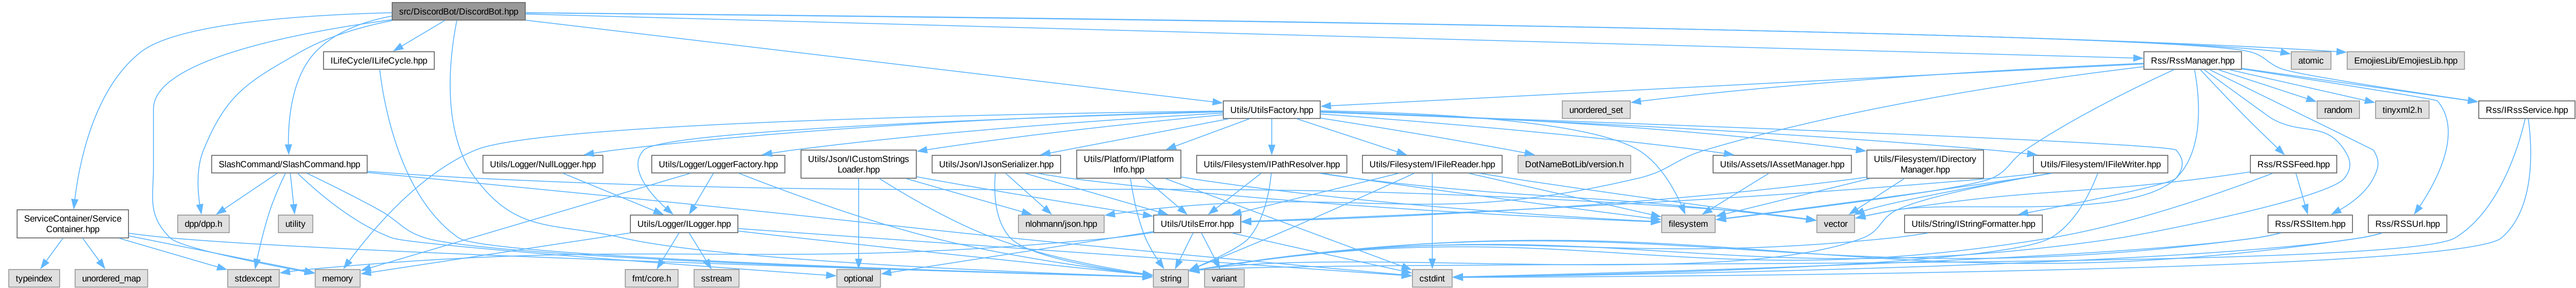 src/DiscordBot/DiscordBot.hpp
ILifeCycle/ILifeCycle.hpp
Rss/RssManager.hpp
atomic
EmojiesLib/EmojiesLib.hpp
Utils/UtilsFactory.hpp
unordered_set
random
tinyxml2.h
Rss/IRssService.hpp
SlashCommand/SlashCommand.hpp
Utils/Logger/NullLogger.hpp
Utils/Logger/LoggerFactory.hpp
Utils/Json/ICustomStrings
Loader.hpp
Utils/Json/IJsonSerializer.hpp
Utils/Platform/IPlatform
Info.hpp
Utils/Filesystem/IPathResolver.hpp
Utils/Filesystem/IFileReader.hpp
DotNameBotLib/version.h
Utils/Assets/IAssetManager.hpp
Utils/Filesystem/IDirectory
Manager.hpp
Utils/Filesystem/IFileWriter.hpp
Rss/RSSFeed.hpp
ServiceContainer/Service
Container.hpp
dpp/dpp.h
utility
Utils/Logger/ILogger.hpp
nlohmann/json.hpp
Utils/UtilsError.hpp
filesystem
vector
Utils/String/IStringFormatter.hpp
Rss/RSSItem.hpp
Rss/RSSUrl.hpp
typeindex
unordered_map
stdexcept
memory
fmt/core.h
sstream
optional
string
variant
cstdint